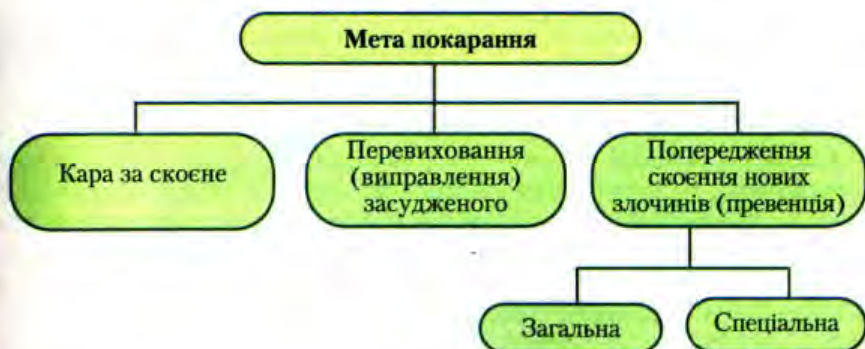 Мета покарання
Кара за скоєне
Перевиховання
(виправлення)
засудженого
Попередження
скоєння нових
злочинів (превенція)
Загальна
Спеціальна